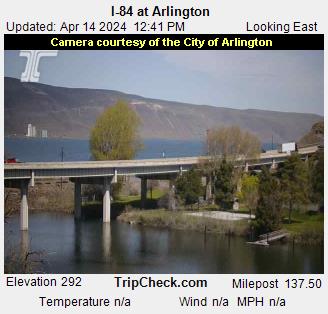 I-84 at Arlington
Updated: Apr 14 2024 12:41 PM Looking East
Camera courtesy of the City of Arlington
Elevation 292 TripCheck.com Milepost 137.50
Temperature n/a Wind n/a MPH n/a